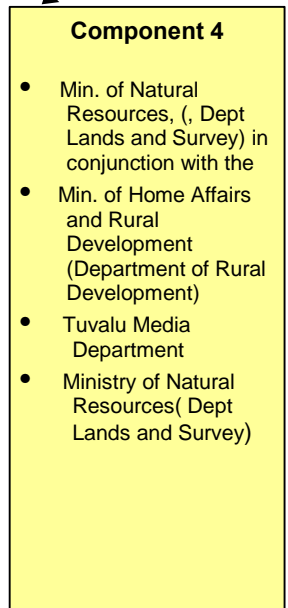 Component 4
• Min. of Natural
Resources, (, Dept
Lands and Survey) in
conjunction with the
• Min. of Home Affairs
and Rural
Development
(Department of Rural
Development)
• Tuvalu Media
Department
• Ministry of Natural
Resources( Dept
Lands and Survey)